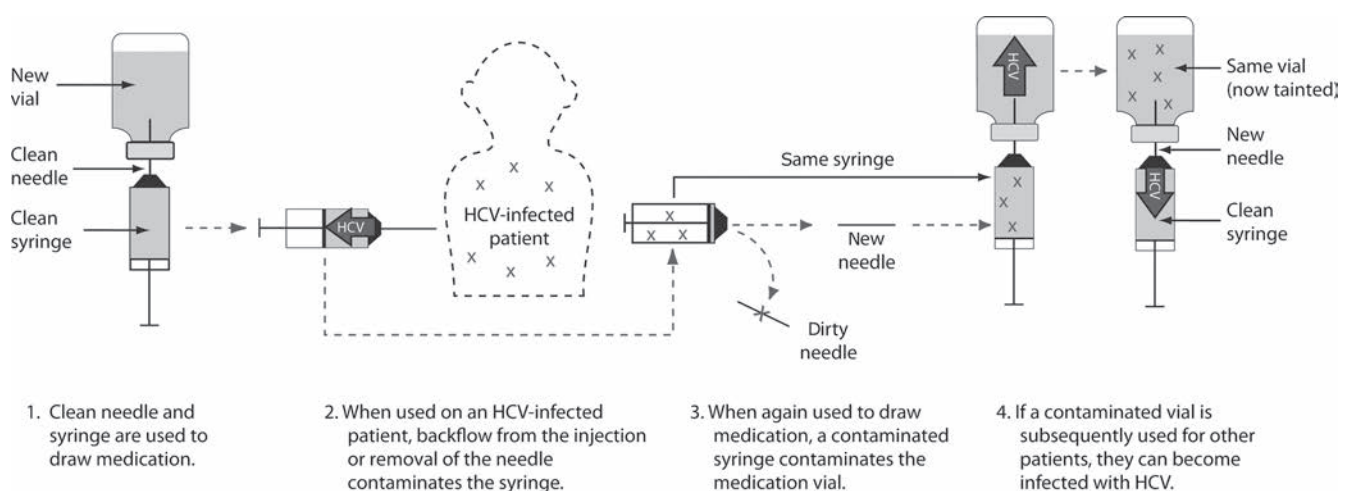 New
vial
Clean
needle
Clean
syringe
HCV
HCV-infected
patient
Same syringe
New
needle
Dirty
needle
HCV
Same vial
(now tainted)
New
needle
HCV
Clean
syringe
1. Clean needle and
syringe are used to
draw medication.
2. When used on an HCV-infected
patient, backflow from the injection
or removal of the needle
contaminates the syringe.
3. When again used to draw
medication, a contaminated
syringe contaminates the
medication vial.
4. If a contaminated vial is
subsequently used for other
patients, they can become
infected with HCV.